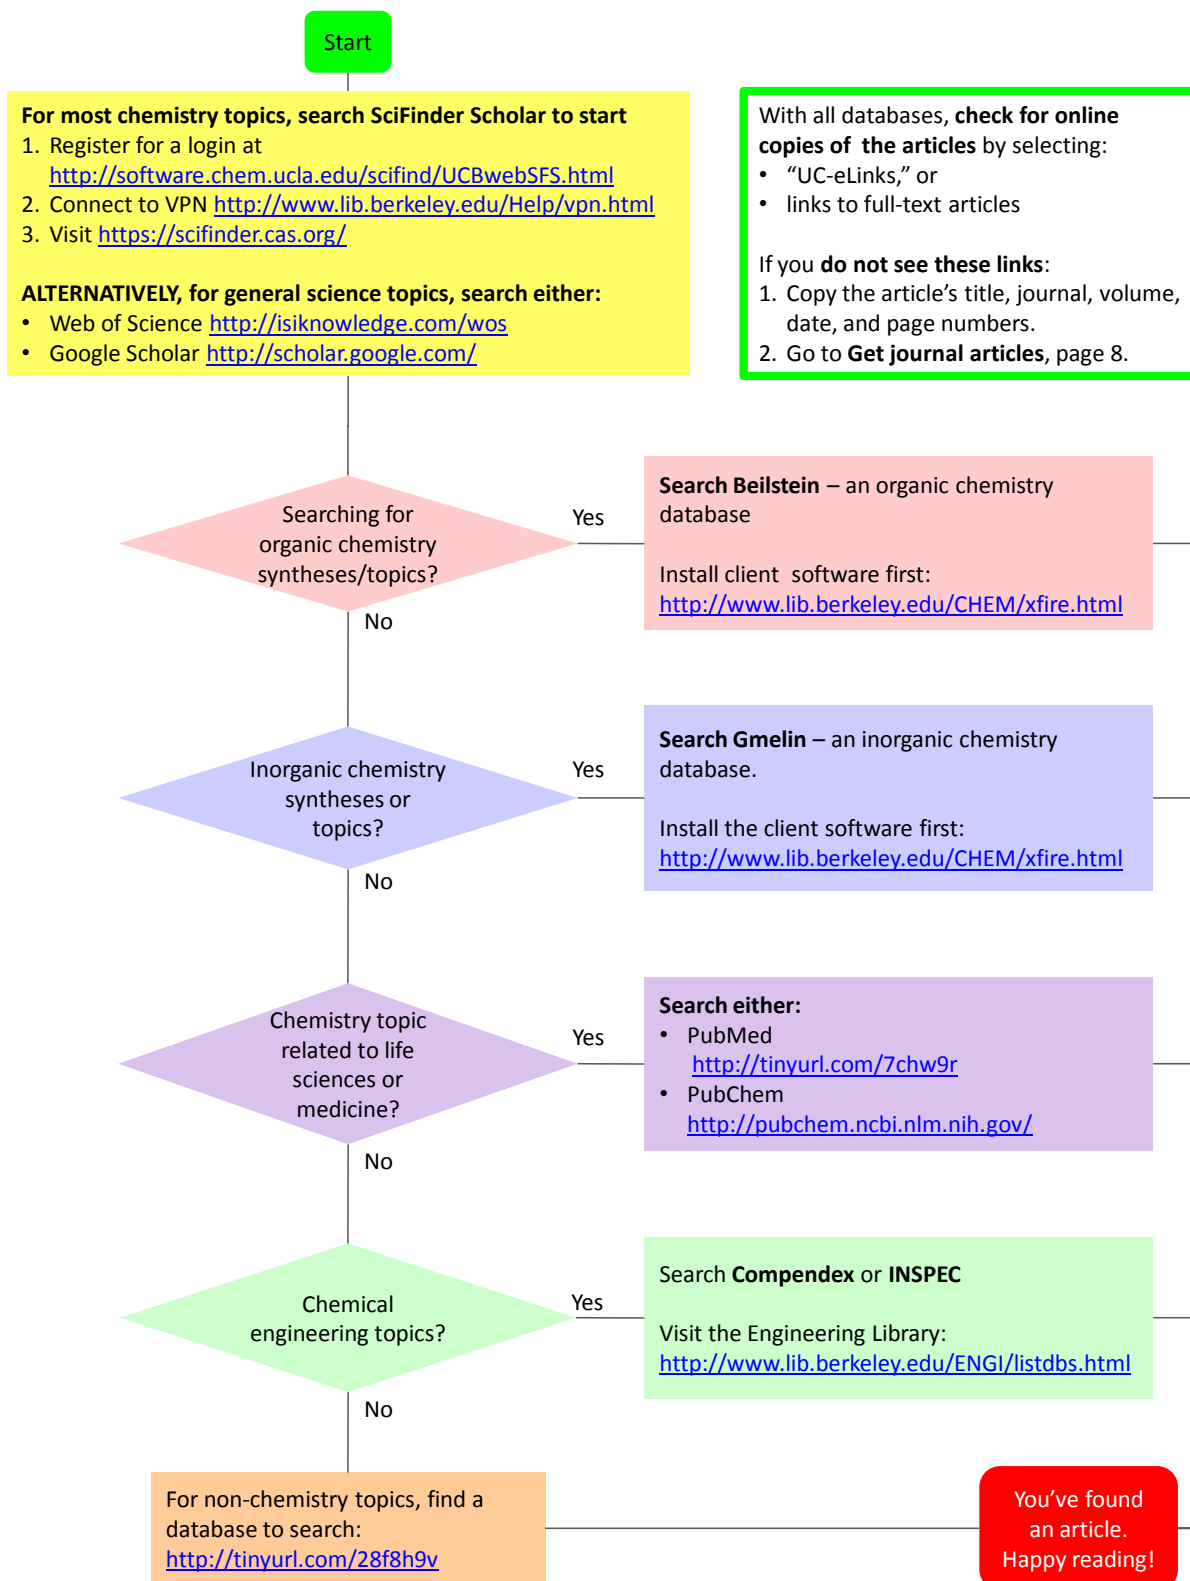 Start
For most chemistry topics, search SciFinder Scholar to start
1. Register for a login at
http://software.chem.ucla.edu/scifind/UCBwebSFS.html
2. Connect to VPN http://www.lib.berkeley.edu/Help/vpn.html
3. Visit https://scifinder.cas.org/
ALTERNATIVELY, for general science topics, search either:
• Web of Science http://isiknowledge.com/wos
• Google Scholar http://scholar.google.com/
With all databases, check for online
copies of the articles by selecting:
• “UC-eLinks,” or
• links to full-text articles
If you do not see these links:
1. Copy the article’s title, journal, volume,
date, and page numbers.
2. Go to Get journal articles, page 8.
Searching for
organic chemistry
syntheses/topics?
Yes
No
Search Beilstein – an organic chemistry
database
Install client software first:
http://www.lib.berkeley.edu/CHEM/xfire.html
Inorganic chemistry
syntheses or
topics?
Yes
No
Search Gmelin – an inorganic chemistry
database.
Install the client software first:
http://www.lib.berkeley.edu/CHEM/xfire.html
Chemistry topic
related to life
sciences or
medicine?
Yes
No
Search either:
• PubMed
http://tinyurl.com/7chw9r
• PubChem
http://pubchem.ncbi.nlm.nih.gov/
Chemical
engineering topics?
Yes
No
Search Compendex or INSPEC
Visit the Engineering Library:
http://www.lib.berkeley.edu/ENGI/listdbs.html
For non-chemistry topics, find a
database to search:
http://tinyurl.com/28f8h9v
You’ve found
an article.
Happy reading!